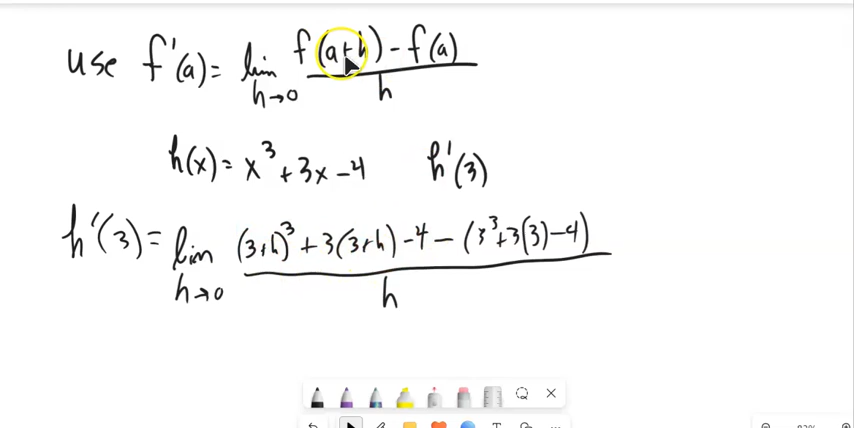 use f'(a) = lim h→0 (f(a+h) - f(a)) / h
h(x) = x³ + 3x - 4 h'(3)
h'(3) = lim h→0 ((3+h)³ + 3(3+h) - 4 - (3³ + 3(3) - 4)) / h
T